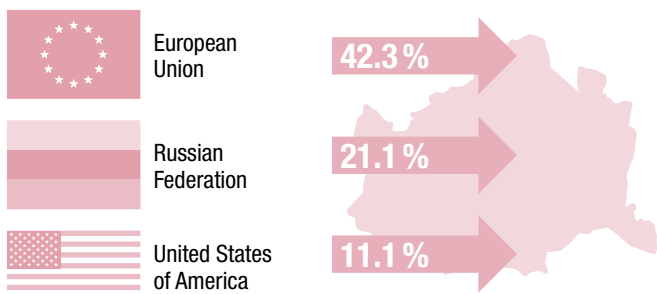 European
Union
42.3 %
Russian
Federation
21.1 %
United States
of America
11.1 %